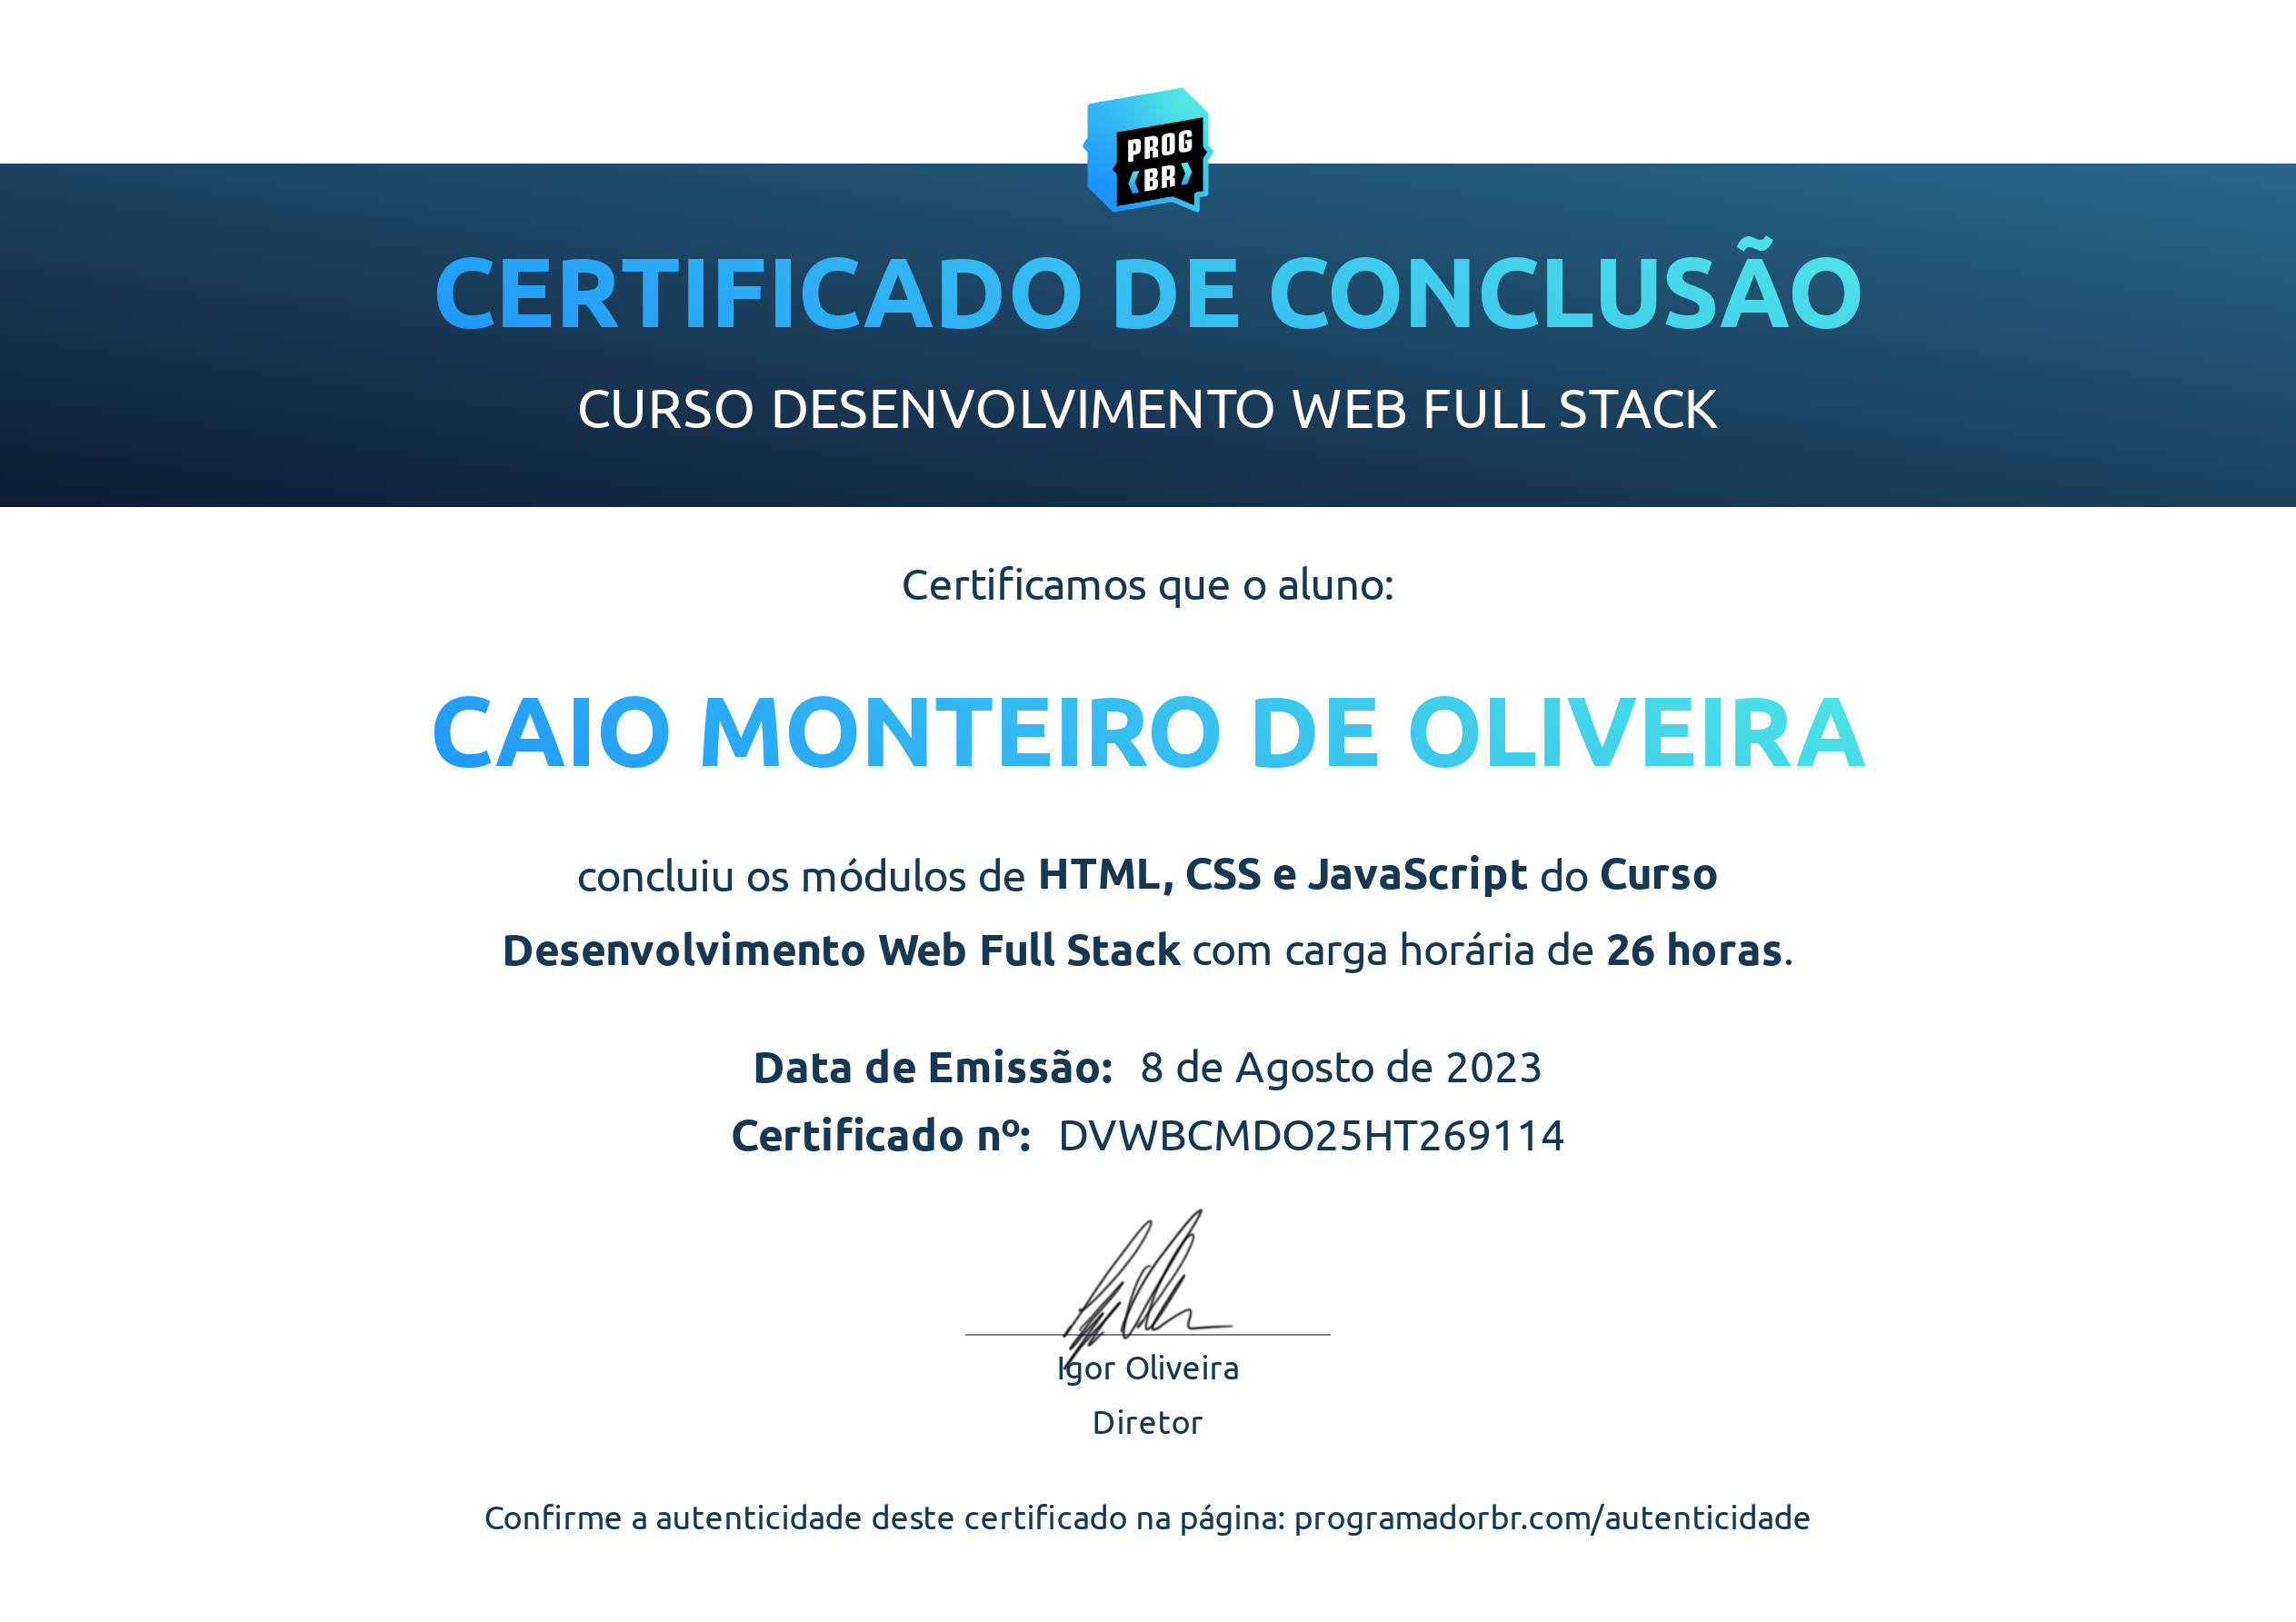 PROG
BR
CERTIFICADO DE CONCLUSÃO
CURSO DESENVOLVIMENTO WEB FULL STACK
Certificamos que o aluno:
CAIO MONTEIRO DE OLIVEIRA
concluiu os módulos de HTML, CSS e JavaScript do Curso
Desenvolvimento Web Full Stack com carga horária de 26 horas.
Data de Emissão: 8 de Agosto de 2023
Certificado nº: DVWBCMDO25HT269114
Igor Oliveira
Diretor
Confirme a autenticidade deste certificado na página: programadorbr.com/autenticidade